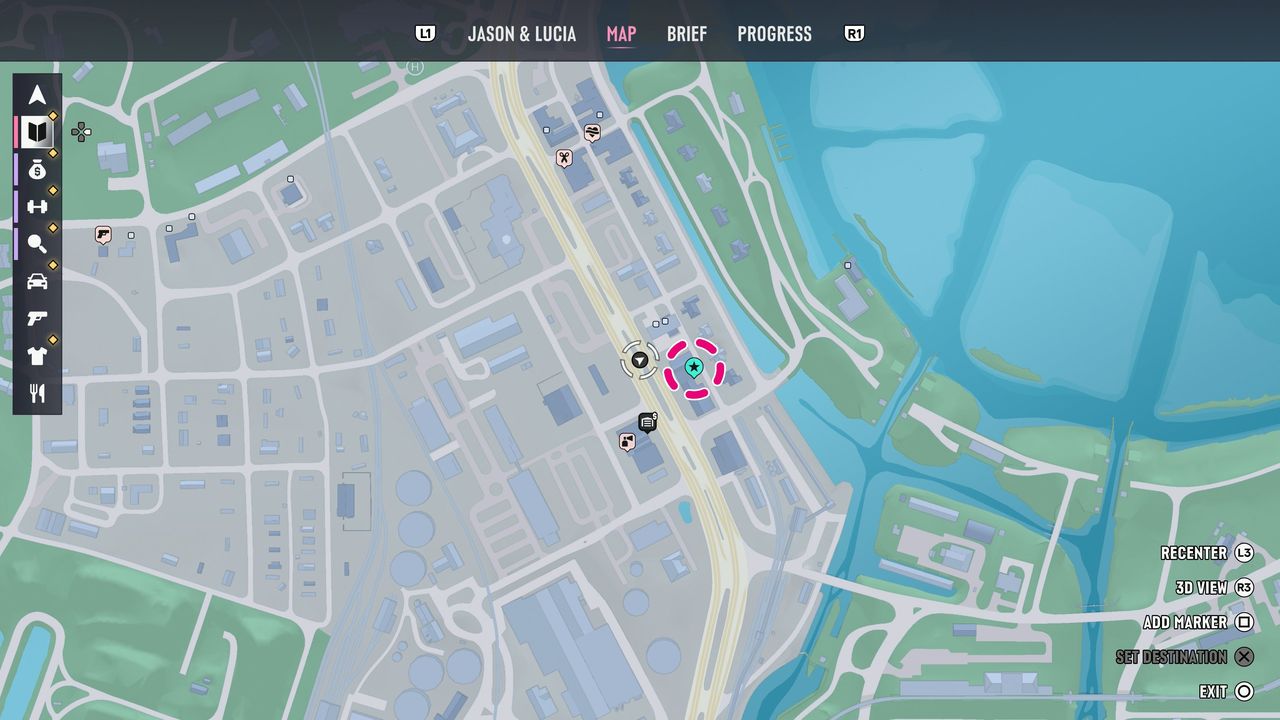 L1 JASON & LUCIA MAP BRIEF PROGRESS R1
H
$
RECENTER L3
3D VIEW R3
ADD MARKER
SET DESTINATION
EXIT